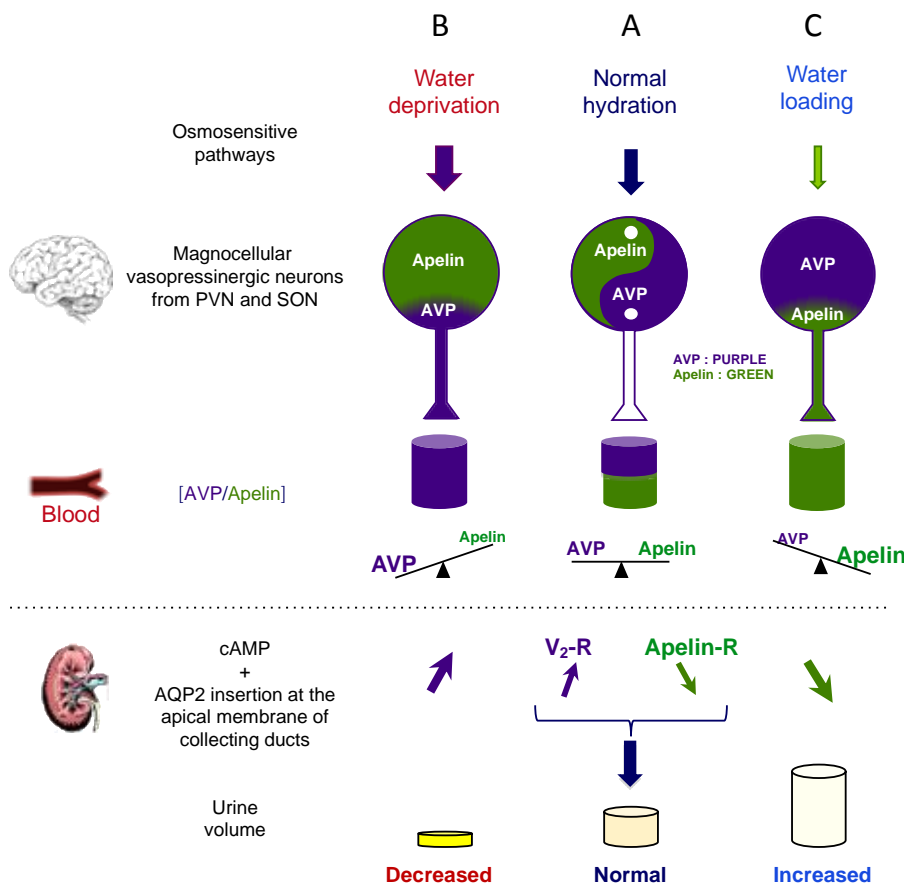 B
A
C
Water
deprivation
Normal
hydration
Water
loading
Osmosensitive
pathways
Magnocellular
vasopressinergic neurons
from PVN and SON
Apelin
AVP
Apelin
AVP
AVP
Apelin
AVP : PURPLE
Apelin : GREEN
Blood
[AVP/Apelin]
AVP
Apelin
AVP
Apelin
AVP
Apelin
cAMP
+
AQP2 insertion at the
apical membrane of
collecting ducts
V₂-R
Apelin-R
Urine
volume
Decreased
Normal
Increased